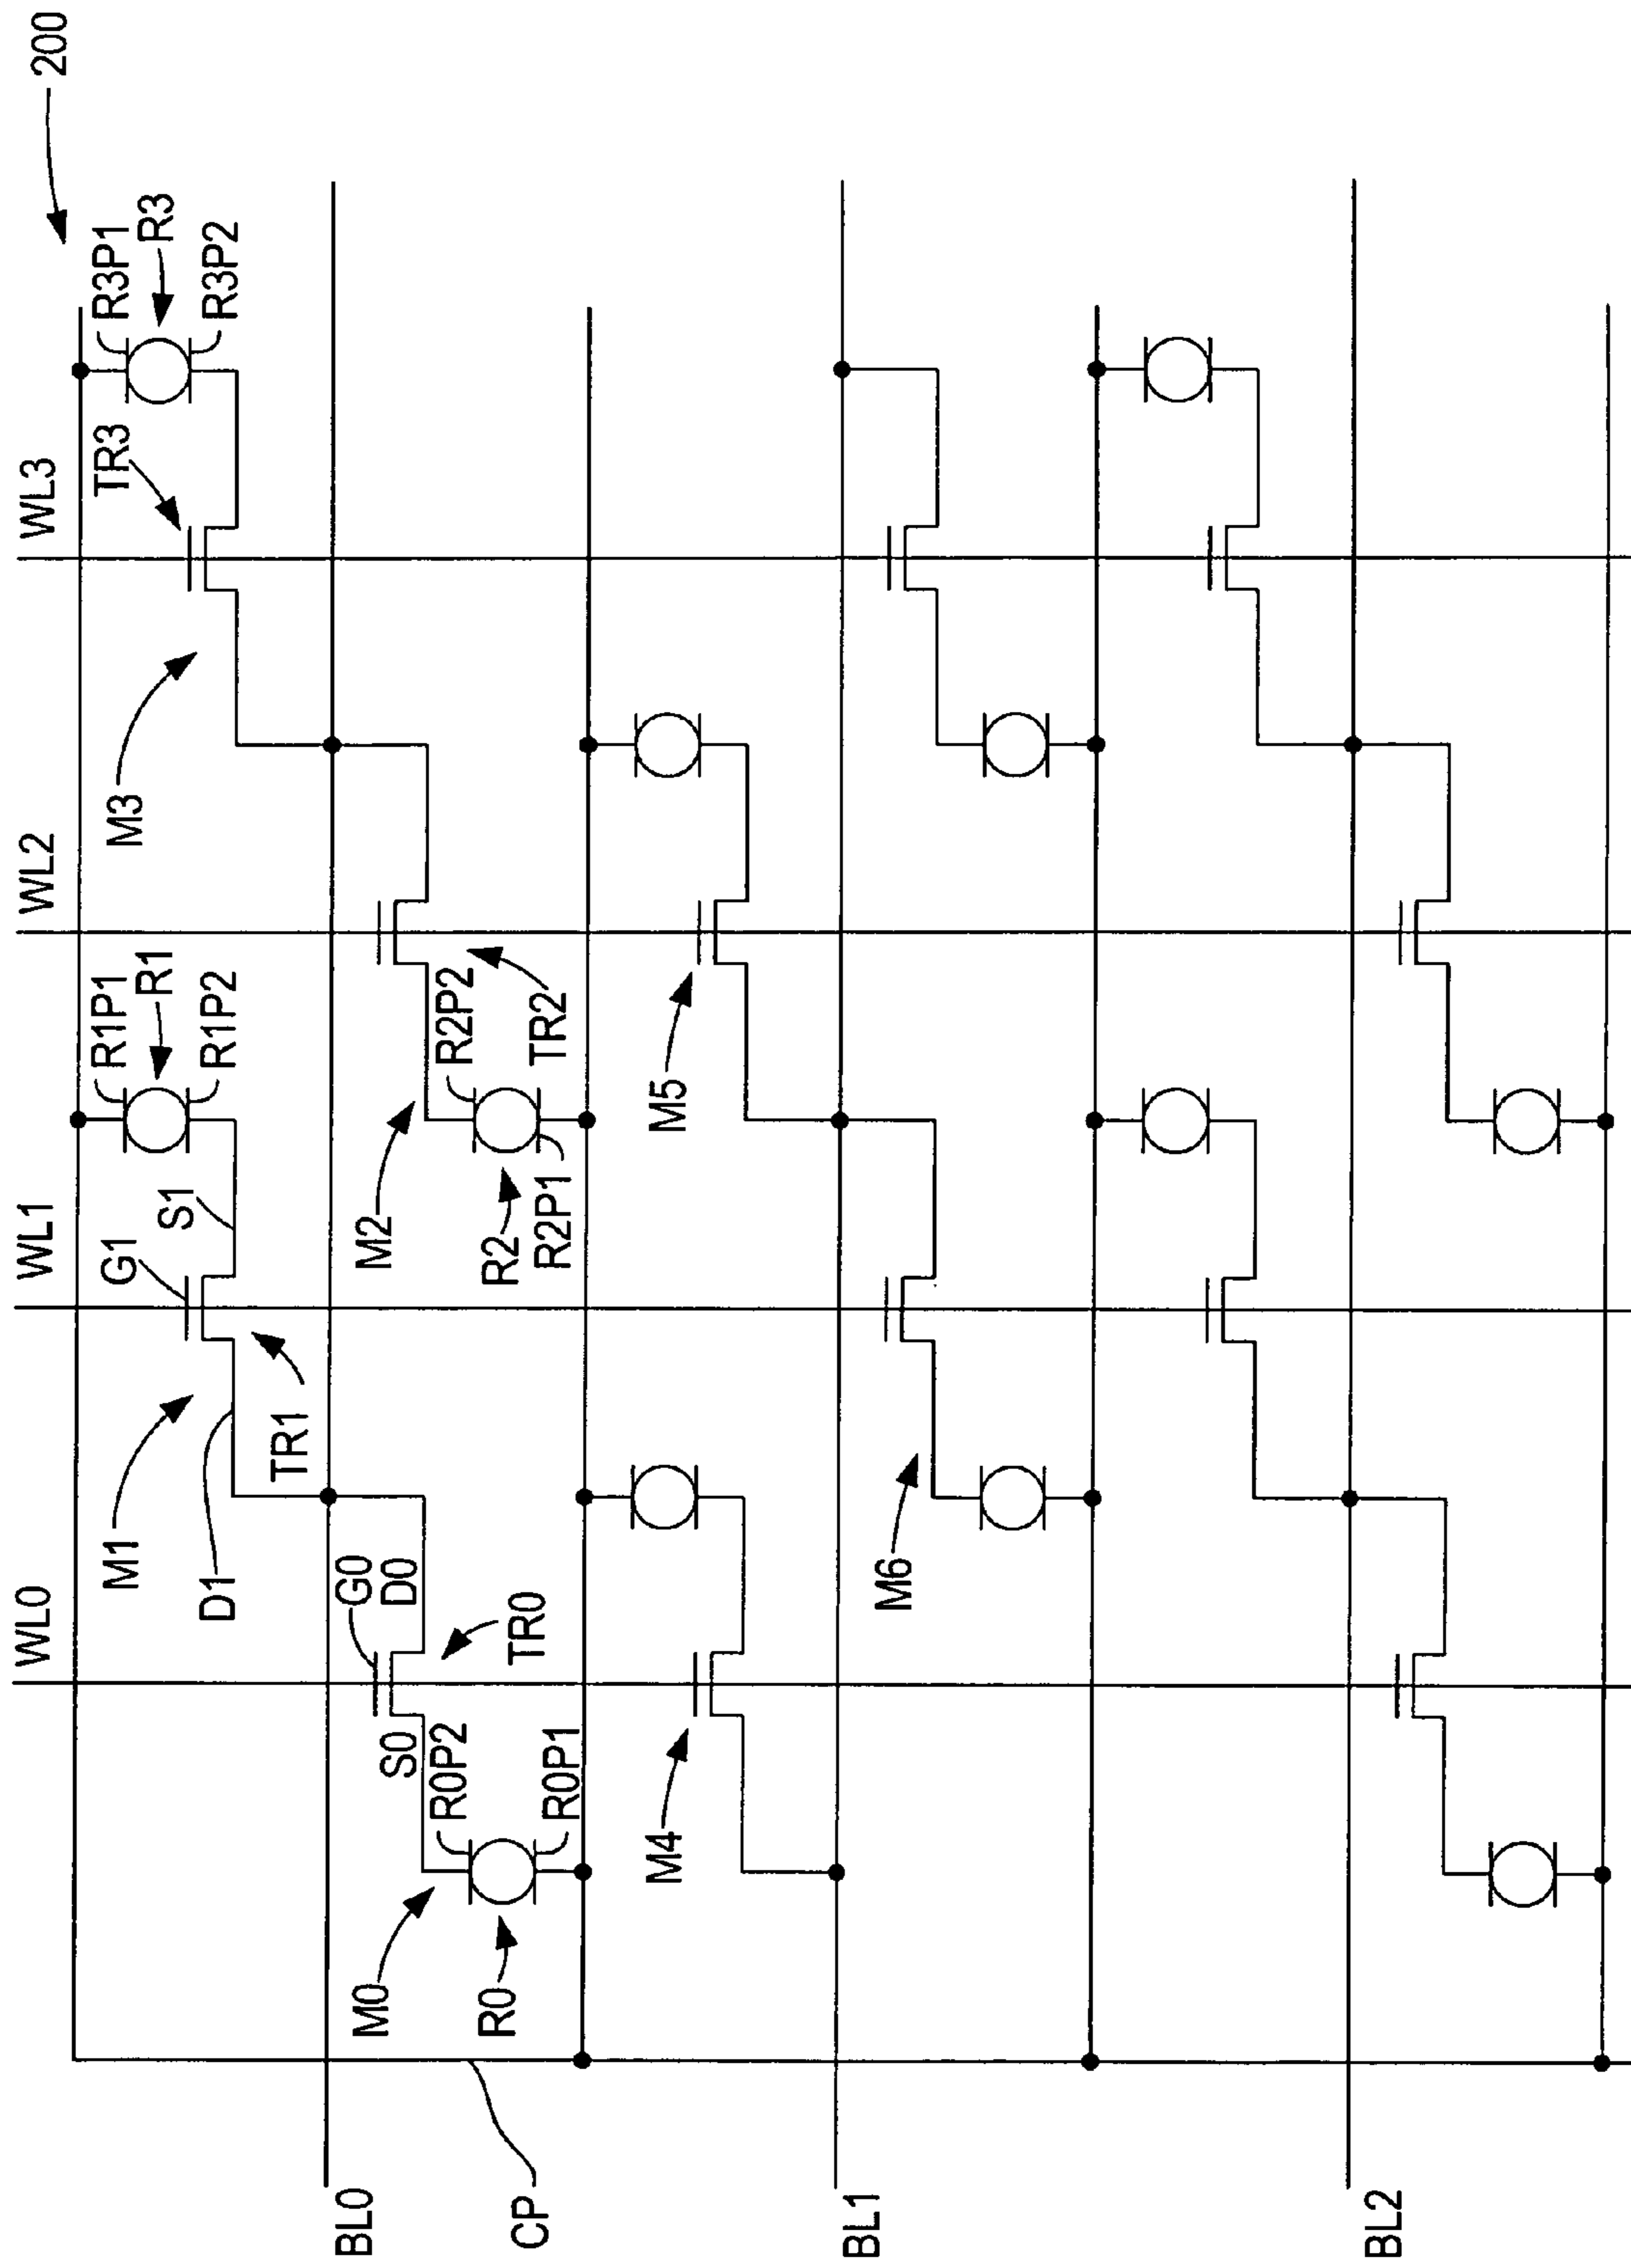 200
WL0
WL1
WL2
WL3
R1P1
R1
R1P2
R3P1
R3
R3P2
TR3
G1
S1
M1
D1
TR1
M3
BL0
G0
D0
TR0
S0
R0P2
R0P1
M0
R0
M2
R2P2
TR2
R2
R2P1
CP
M4
M5
BL1
M6
BL2